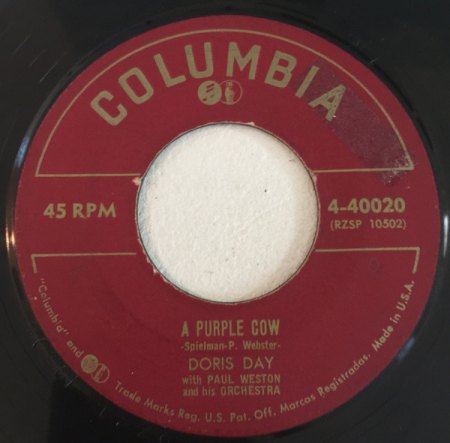 COLUMBIA
45 RPM
4-40020
(RZSP 10502)
A PURPLE COW
-Spielman-P. Webster-
DORIS DAY
with PAUL WESTON
and his ORCHESTRA
"Columbia" and Trade Marks Reg. U.S. Pat. Off. Marcas Registradas. Made in U.S.A.